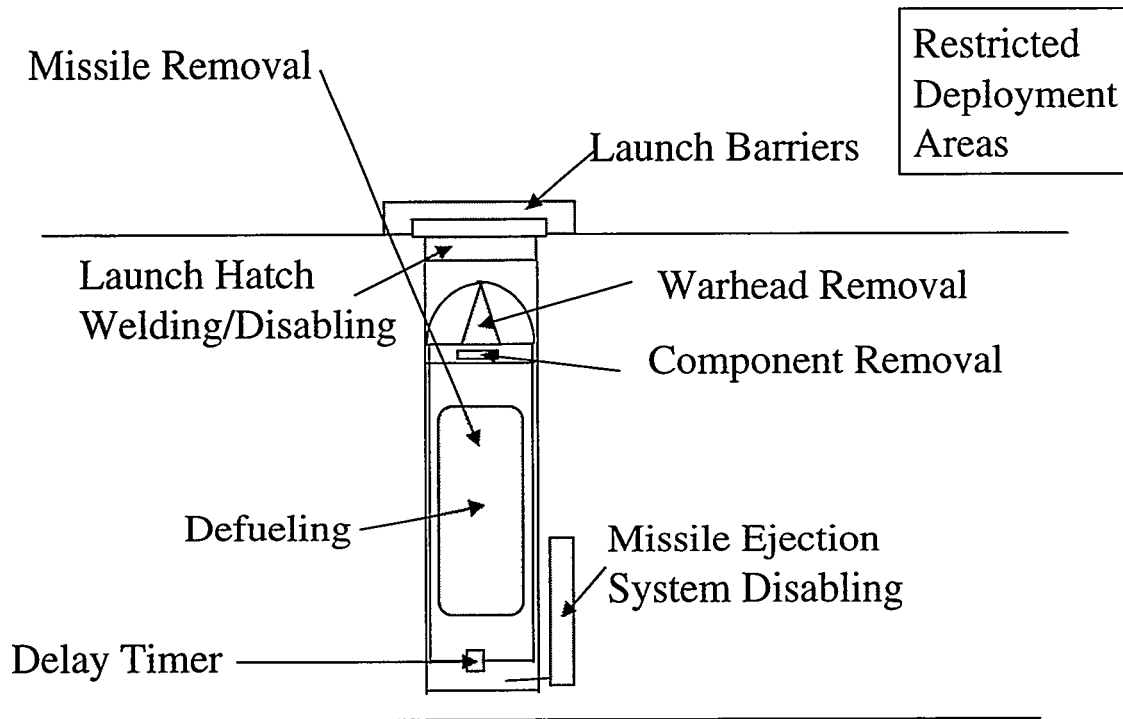 Missile Removal
Restricted
Deployment
Areas
Launch Barriers
Launch Hatch
Welding/Disabling
Warhead Removal
Component Removal
Defueling
Missile Ejection
System Disabling
Delay Timer